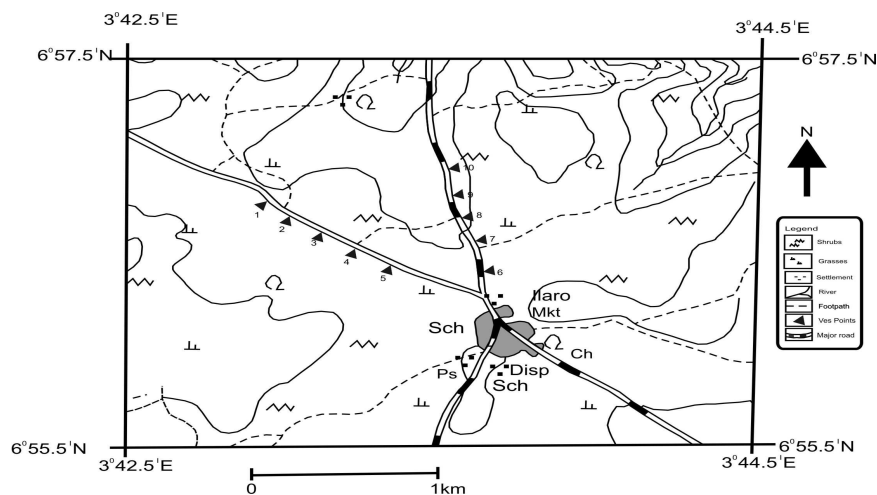 3°42.5'E
3°44.5'E
6°57.5'N
6°57.5'N
N
10
9
8
7
6
1
2
3
4
5
Legend
Shrubs
Grasses
Settlement
River
Footpath
Ves Points
Major road
Ilaro
Mkt
Sch
Ch
Ps
Disp
Sch
6°55.5'N
6°55.5'N
3°42.5'E
3°44.5'E
0
1km